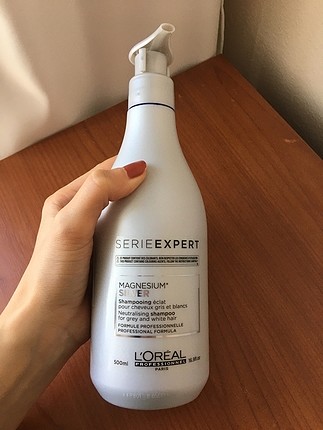 SERIEEXPERT
MAGNESIUM*
SILVER
Shampooing éclat
pour cheveux gris et blancs
Neutralising shampoo
for grey and white hair
FORMULE PROFESSIONNELLE
PROFESSIONAL FORMULA
L'ORÉAL
PROFESSIONNEL
PARIS
500ml